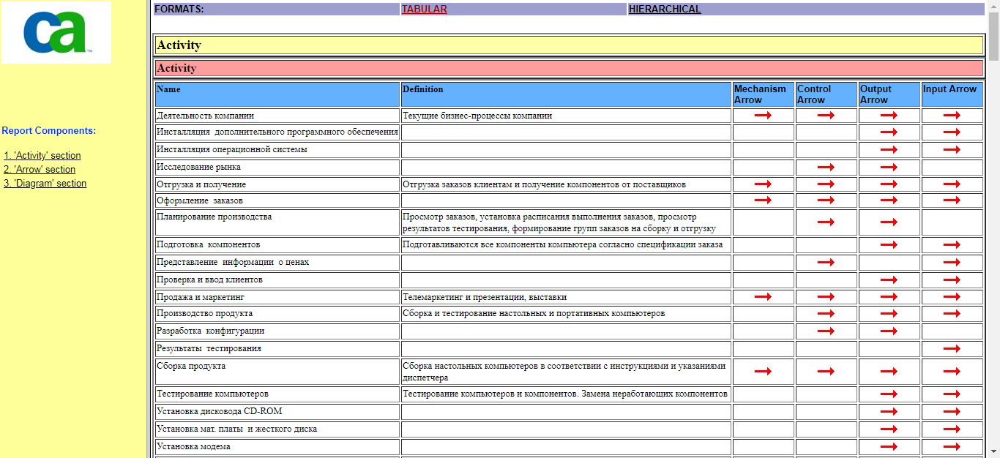 ca ™
FORMATS: TABULAR HIERARCHICAL
Activity
Activity
Report Components:
1. 'Activity' section
2. 'Arrow' section
3. 'Diagram' section
Name Definition Mechanism Arrow Control Arrow Output Arrow Input Arrow
Деятельность компании Текущие бизнес-процессы компании
Инсталляция дополнительного программного обеспечения
Инсталляция операционной системы
Исследование рынка
Отгрузка и получение Отгрузка заказов клиентам и получение компонентов от поставщиков
Оформление заказов
Планирование производства Просмотр заказов, установка расписания выполнения заказов, просмотр
результатов тестирования, формирование групп заказов на сборку и отгрузку
Подготовка компонентов Подготавливаются все компоненты компьютера согласно спецификации заказа
Представление информации о ценах
Проверка и ввод клиентов
Продажа и маркетинг Телемаркетинг и презентации, выставки
Производство продукта Сборка и тестирование настольных и портативных компьютеров
Разработка конфигурации
Результаты тестирования
Сборка продукта Сборка настольных компьютеров в соответствии с инструкциями и указаниями
диспетчера
Тестирование компьютеров Тестирование компьютеров и компонентов. Замена неработающих компонентов
Установка дисковода CD-ROM
Установка мат. платы и жесткого диска
Установка модема